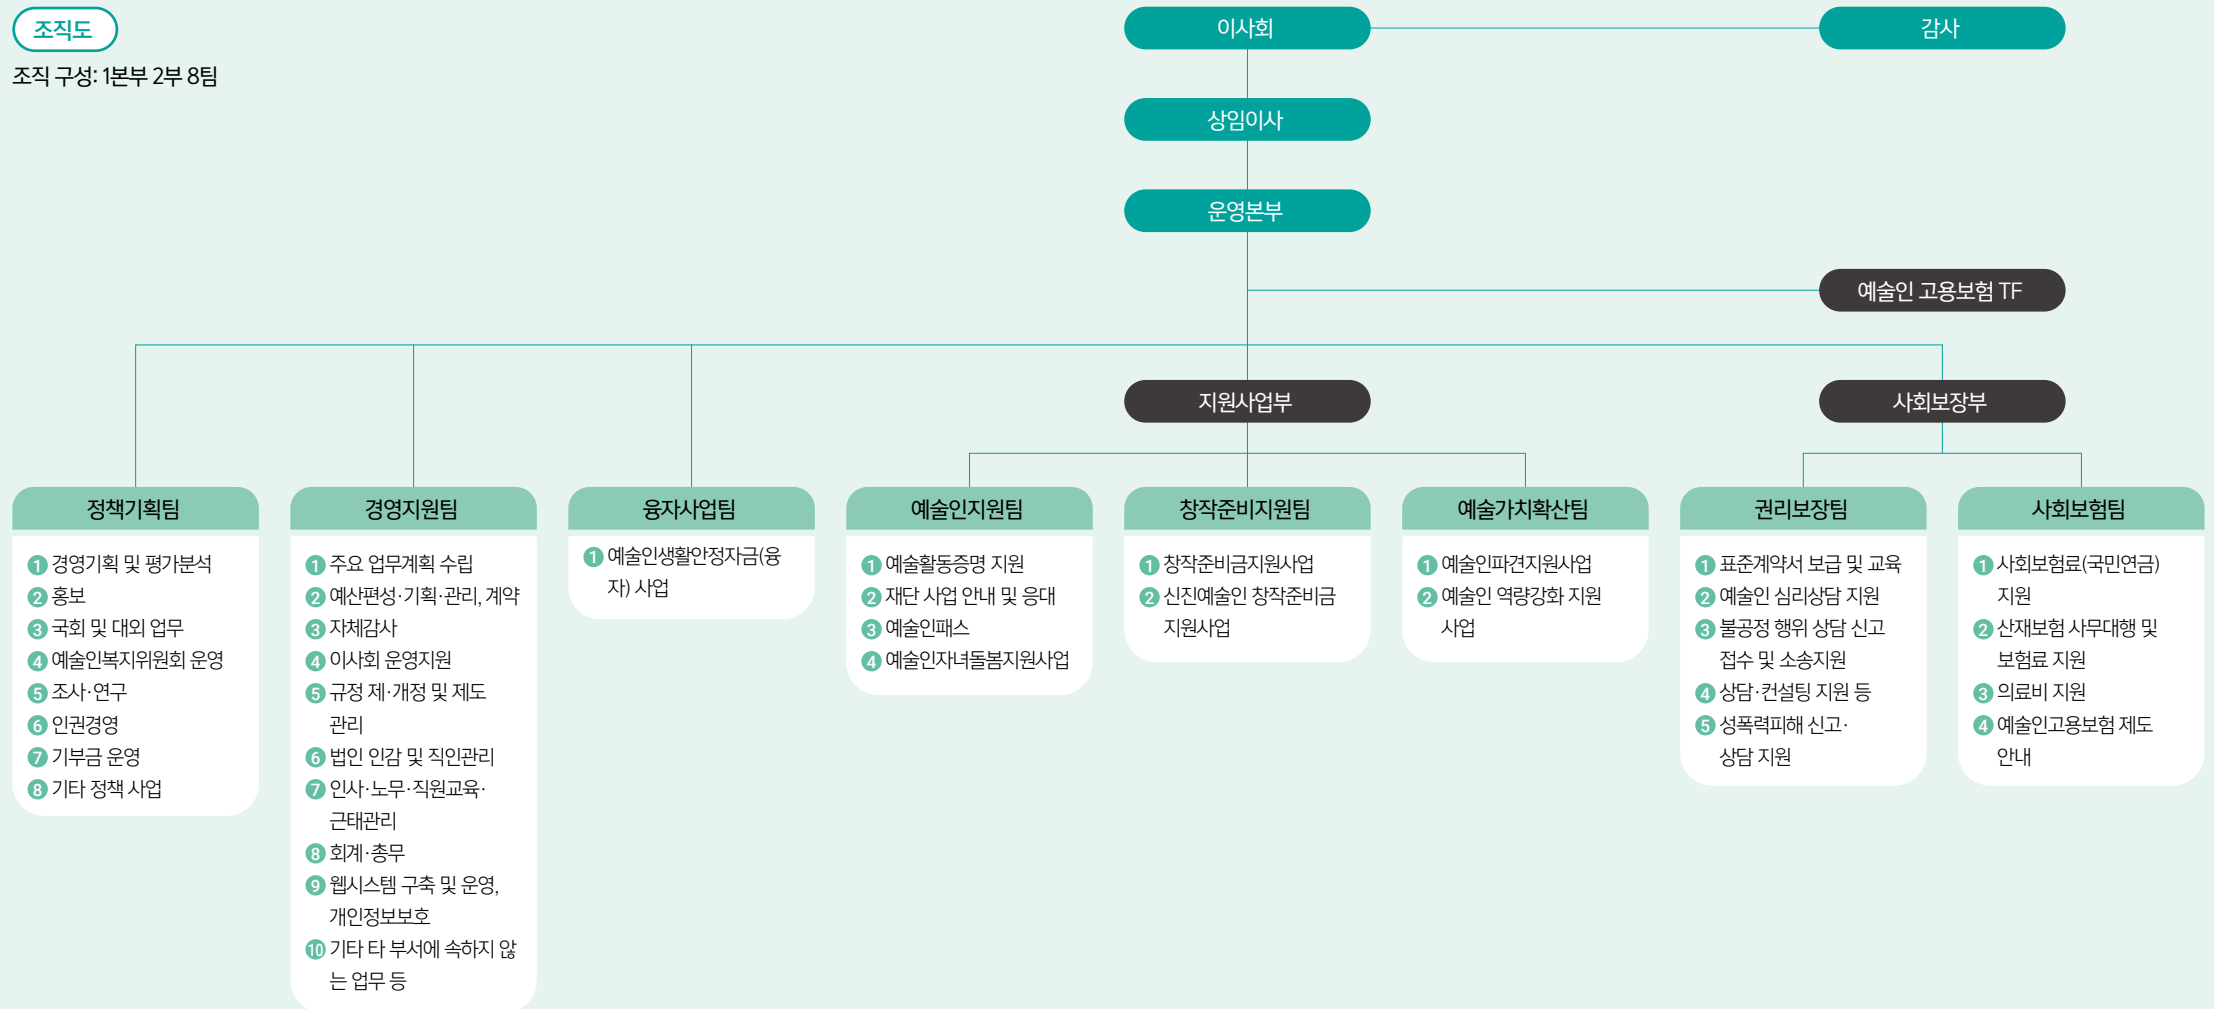 조직도
조직 구성: 1본부 2부 8팀
이사회
감사
상임이사
운영본부
예술인 고용보험 TF
지원사업부
사회보장부
정책기획팀
1 경영기획 및 평가분석
2 홍보
3 국회 및 대외 업무
4 예술인복지위원회 운영
5 조사·연구
6 인권경영
7 기부금 운영
8 기타 정책 사업
경영지원팀
1 주요 업무계획 수립
2 예산편성·기획·관리, 계약
3 자체감사
4 이사회 운영지원
5 규정 제·개정 및 제도
관리
6 법인 인감 및 직인관리
7 인사·노무·직원교육·
근태관리
8 회계·총무
9 웹시스템 구축 및 운영,
개인정보보호
10 기타 타 부서에 속하지 않
는 업무 등
융자사업팀
1 예술인생활안정자금(융
자) 사업
예술인지원팀
1 예술활동증명 지원
2 재단 사업 안내 및 응대
3 예술인패스
4 예술인자녀돌봄지원사업
창작준비지원팀
1 창작준비금지원사업
2 신진예술인 창작준비금
지원사업
예술가치확산팀
1 예술인파견지원사업
2 예술인 역량강화 지원
사업
권리보장팀
1 표준계약서 보급 및 교육
2 예술인 심리상담 지원
3 불공정 행위 상담 신고
접수 및 소송지원
4 상담·컨설팅 지원 등
5 성폭력피해 신고·
상담 지원
사회보험팀
1 사회보험료(국민연금)
지원
2 산재보험 사무대행 및
보험료 지원
3 의료비 지원
4 예술인고용보험 제도
안내